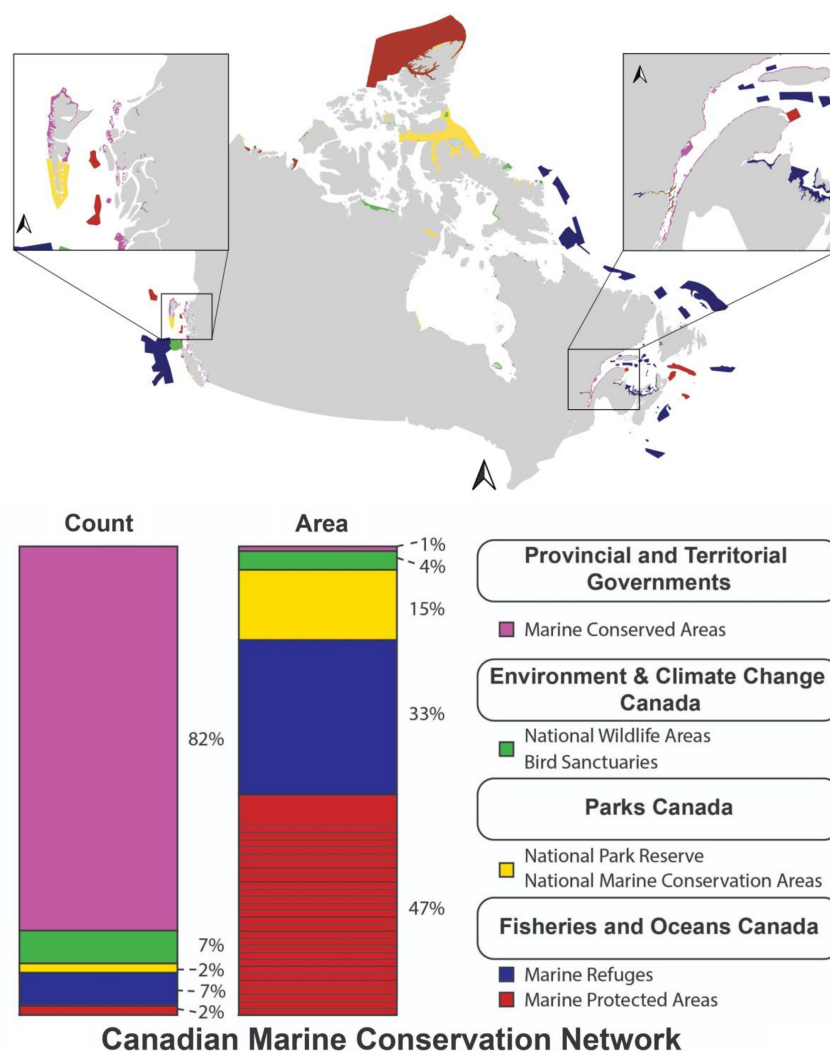 Count
Area
82%
7%
2%
7%
2%
1%
4%
15%
33%
47%
Provincial and Territorial
Governments
Marine Conserved Areas
Environment & Climate Change
Canada
National Wildlife Areas
Bird Sanctuaries
Parks Canada
National Park Reserve
National Marine Conservation Areas
Fisheries and Oceans Canada
Marine Refuges
Marine Protected Areas
Canadian Marine Conservation Network